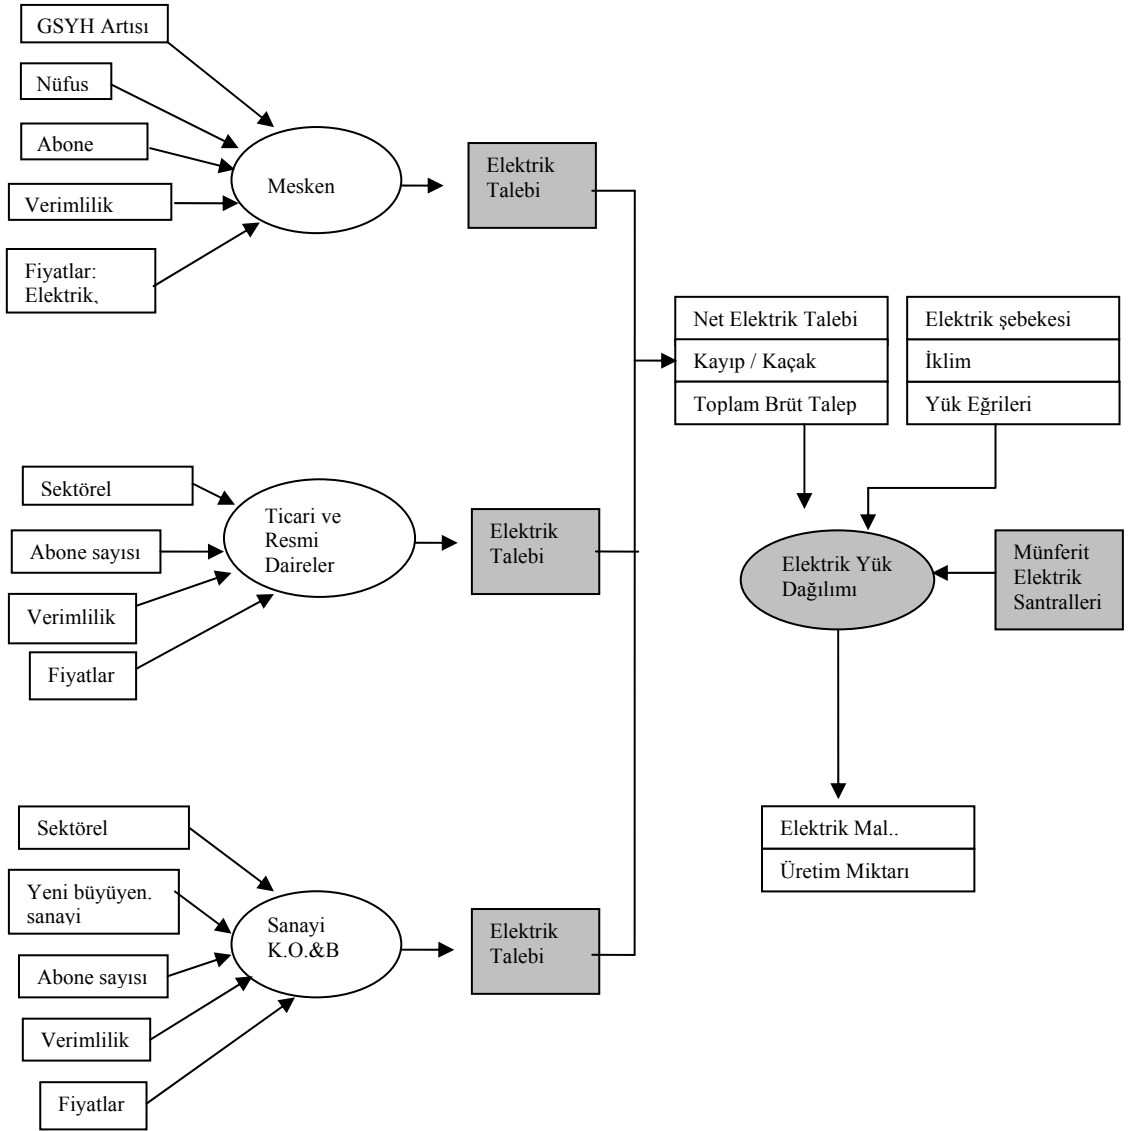 GSYH Artısı
Nüfus
Abone
Verimlilik
Fiyatlar:
Elektrik,
Mesken
Elektrik
Talebi
Net Elektrik Talebi
Kayıp / Kaçak
Toplam Brüt Talep
Elektrik şebekesi
İklim
Yük Eğrileri
Sektörel
Abone sayısı
Verimlilik
Fiyatlar
Ticari ve
Resmi
Daireler
Elektrik
Talebi
Elektrik Yük
Dağılımı
Münferit
Elektrik
Santralleri
Elektrik Mal..
Üretim Miktarı
Sektörel
Yeni büyüyen.
sanayi
Abone sayısı
Verimlilik
Fiyatlar
Sanayi
K.O.&B
Elektrik
Talebi